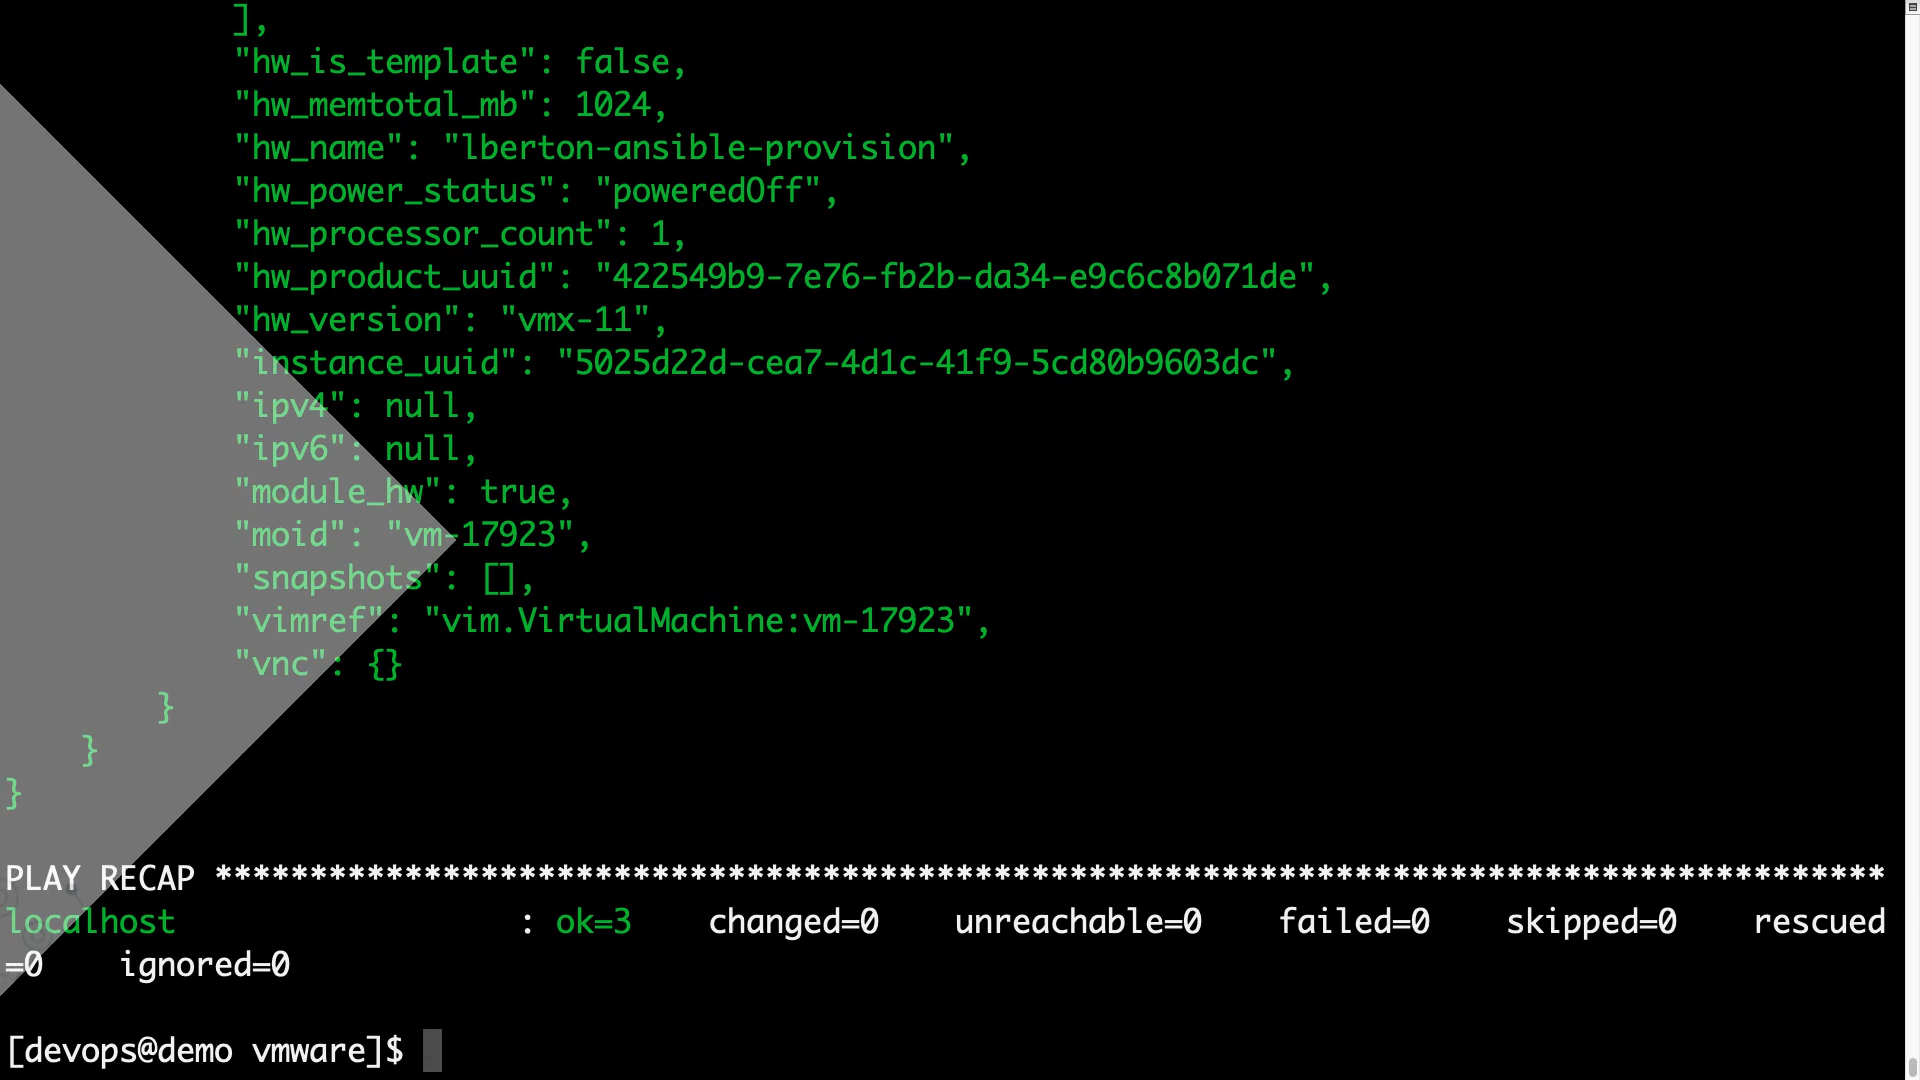 ],
"hw_is_template": false,
"hw_memtotal_mb": 1024,
"hw_name": "lberton-ansible-provision",
"hw_power_status": "poweredOff",
"hw_processor_count": 1,
"hw_product_uuid": "422549b9-7e76-fb2b-da34-e9c6c8b071de",
"hw_version": "vmx-11",
"instance_uuid": "5025d22d-cea7-4d1c-41f9-5cd80b9603dc",
"ipv4": null,
"ipv6": null,
"module_hw": true,
"moid": "vm-17923",
"snapshots": [],
"vimref": "vim.VirtualMachine:vm-17923",
"vnc": {}
}
}
}
PLAY RECAP ****************************************************************************************
localhost : ok=3 changed=0 unreachable=0 failed=0 skipped=0 rescued
=0 ignored=0
[devops@demo vmware]$